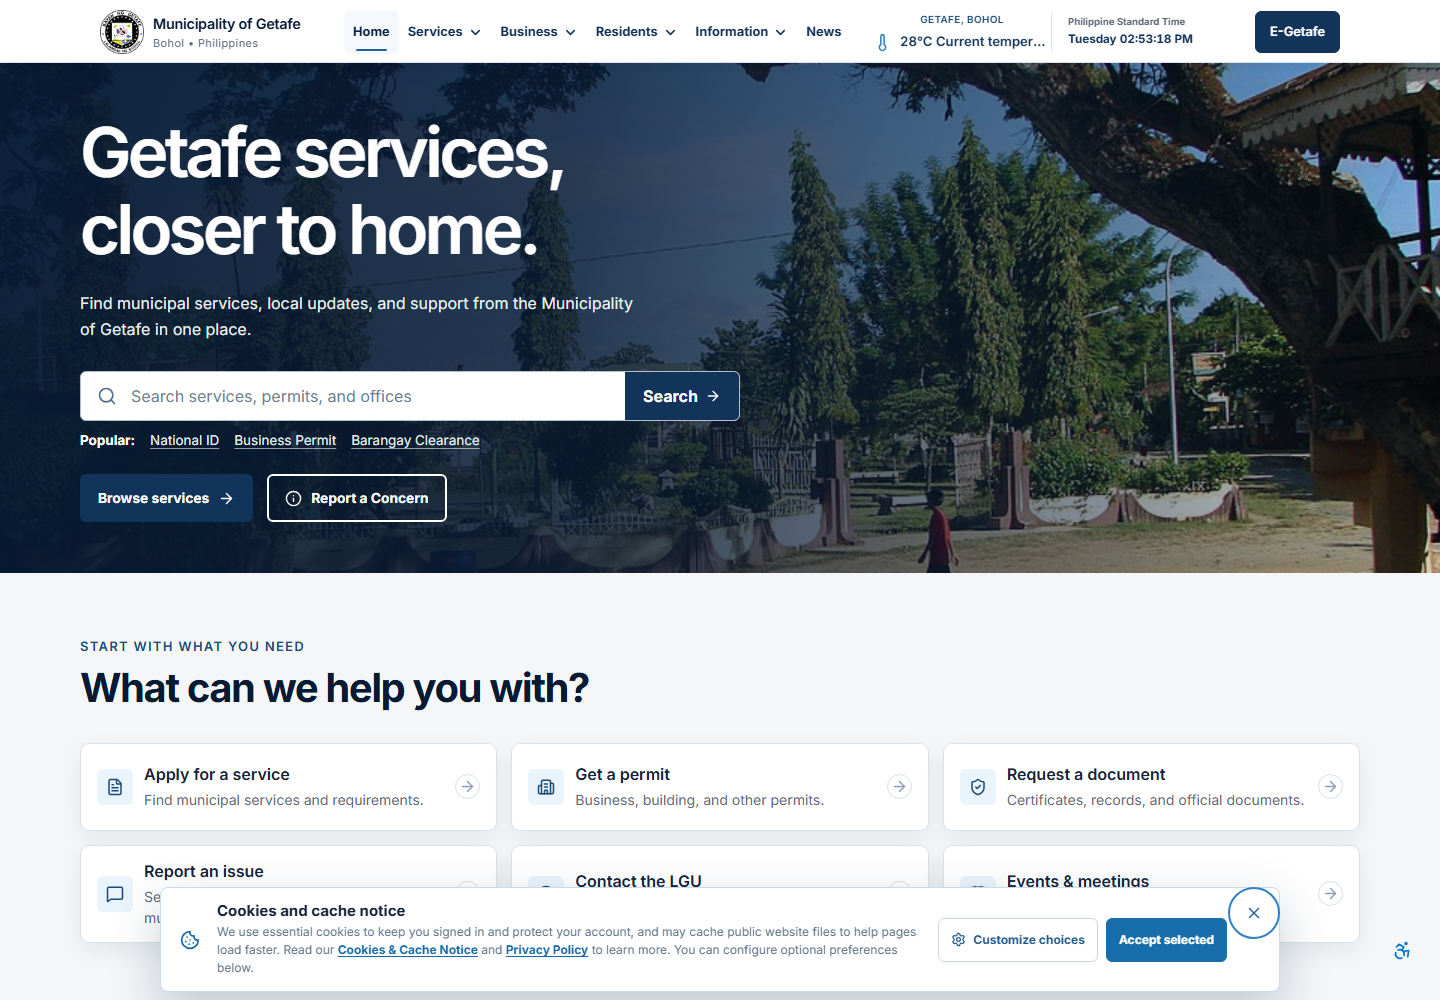 Municipality of Getafe
Bohol • Philippines
Home
Services
Business
Residents
Information
News
GETAFE, BOHOL
28°C Current temper...
Philippine Standard Time
Tuesday 02:53:18 PM
E-Getafe
Getafe services,
closer to home.
Find municipal services, local updates, and support from the Municipality
of Getafe in one place.
Search services, permits, and offices
Search
Popular: National ID Business Permit Barangay Clearance
Browse services
Report a Concern
START WITH WHAT YOU NEED
What can we help you with?
Apply for a service
Find municipal services and requirements.
Get a permit
Business, building, and other permits.
Request a document
Certificates, records, and official documents.
Report an issue
Contact the LGU
Events & meetings
Cookies and cache notice
We use essential cookies to keep you signed in and protect your account, and may cache public website files to help pages
load faster. Read our Cookies & Cache Notice and Privacy Policy to learn more. You can configure optional preferences
below.
Customize choices
Accept selected